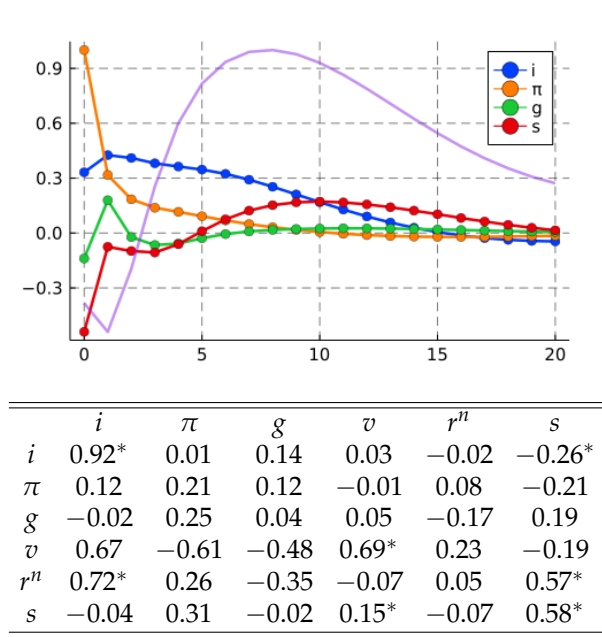 0.9
0.6
0.3
0.0
−0.3
0 5 10 15 20
i
π
g
s
i π g v rⁿ s
i 0.92* 0.01 0.14 0.03 −0.02 −0.26*
π 0.12 0.21 0.12 −0.01 0.08 −0.21
g −0.02 0.25 0.04 0.05 −0.17 0.19
v 0.67 −0.61 −0.48 0.69* 0.23 −0.19
rⁿ 0.72* 0.26 −0.35 −0.07 0.05 0.57*
s −0.04 0.31 −0.02 0.15* −0.07 0.58*